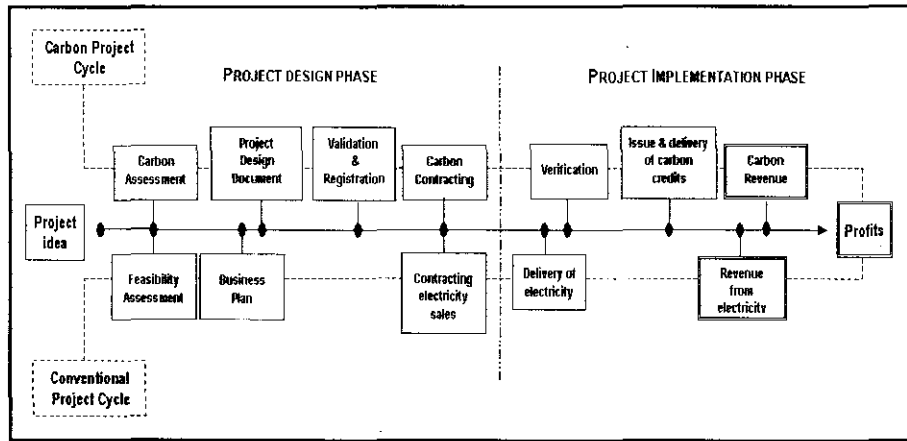 Carbon Project
Cycle
PROJECT DESIGN PHASE
PROJECT IMPLEMENTATION PHASE
Carbon
Assessment
Project
Design
Document
Validation
&
Registration
Carbon
Contracting
Verification
Issue & delivery
of carbon
credits
Carbon
Revenue
Project
idea
Profits
Feasibility
Assessment
Business
Plan
Contracting
electricity
sales
Delivery of
electricity
Revenue
from
electricity
Conventional
Project Cycle